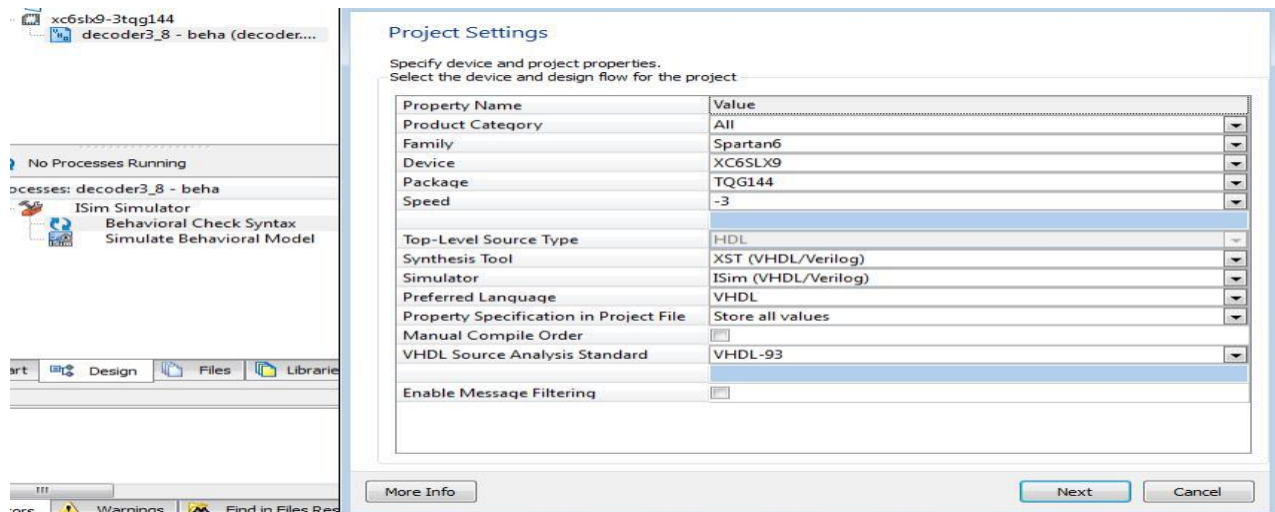 xc6slx9-3tqg144
decoder3_8 - beha (decoder....
No Processes Running
ocesses: decoder3_8 - beha
ISim Simulator
Behavioral Check Syntax
Simulate Behavioral Model
art Design Files Librarie
ors Warnings Find in Files Res
Project Settings
Specify device and project properties.
Select the device and design flow for the project
Property Name Value
Product Category All
Family Spartan6
Device XC6SLX9
Package TQG144
Speed -3
Top-Level Source Type HDL
Synthesis Tool XST (VHDL/Verilog)
Simulator ISim (VHDL/Verilog)
Preferred Language VHDL
Property Specification in Project File Store all values
Manual Compile Order
VHDL Source Analysis Standard VHDL-93
Enable Message Filtering
More Info Next Cancel